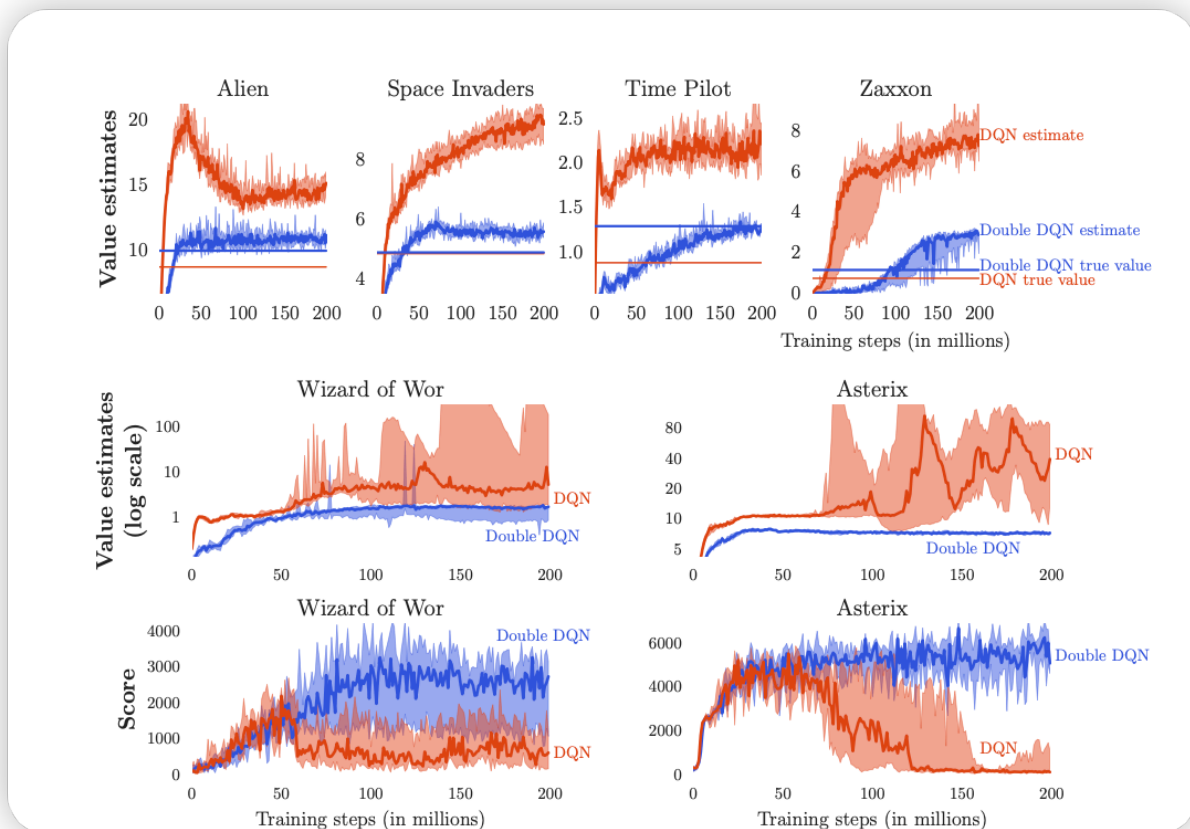 Alien
Space Invaders
Time Pilot
Zaxxon
Value estimates
20
15
10
0 50 100 150 200
8
6
4
0 50 100 150 200
2.5
2.0
1.5
1.0
0 50 100 150 200
8
6
4
2
0
0 50 100 150 200
DQN estimate
Double DQN estimate
Double DQN true value
DQN true value
Training steps (in millions)
Wizard of Wor
Asterix
Value estimates
(log scale)
100
10
1
0 50 100 150 200
DQN
Double DQN
80
40
20
10
5
0 50 100 150 200
DQN
Double DQN
Wizard of Wor
Asterix
Score
4000
3000
2000
1000
0
0 50 100 150 200
Double DQN
DQN
Training steps (in millions)
6000
4000
2000
0
0 50 100 150 200
Double DQN
DQN
Training steps (in millions)